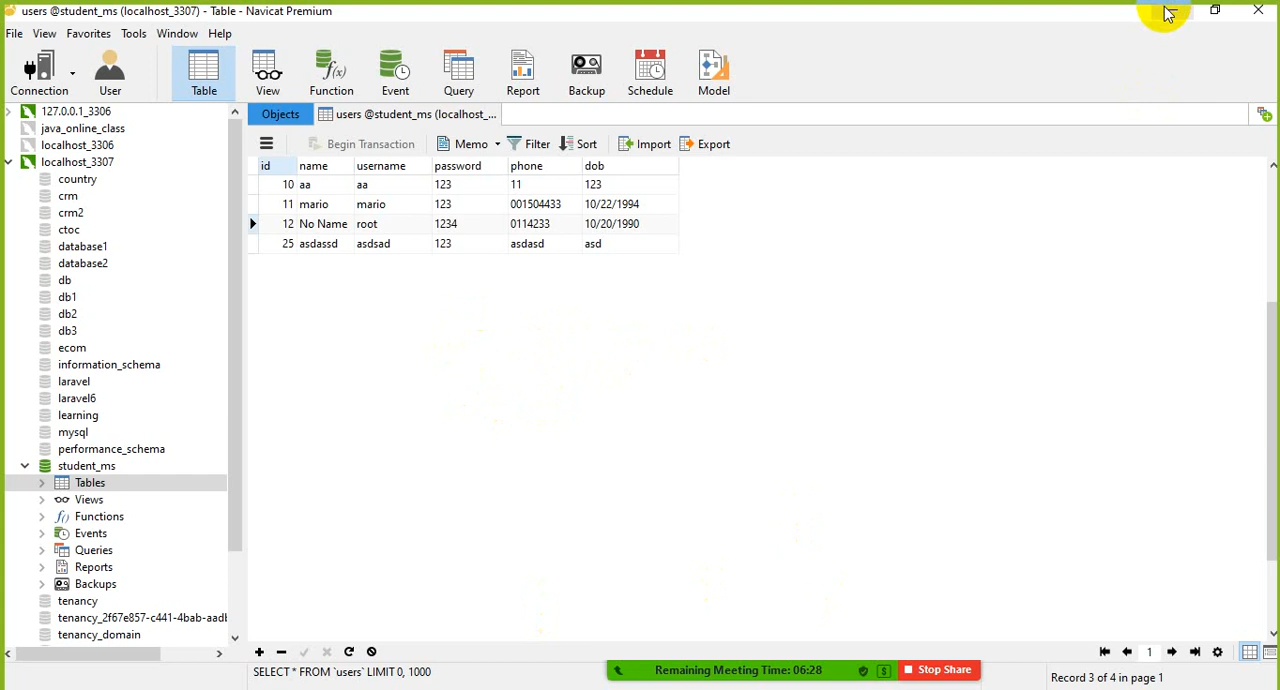 users @student_ms (localhost_3307) - Table - Navicat Premium
File View Favorites Tools Window Help
Connection User Table View Function Event Query Report Backup Schedule Model
127.0.0.1_3306
java_online_class
localhost_3306
localhost_3307
country
crm
crm2
ctoc
database1
database2
db
db1
db2
db3
ecom
information_schema
laravel
laravel6
learning
mysql
performance_schema
student_ms
Tables
Views
Functions
Events
Queries
Reports
Backups
tenancy
tenancy_2f67e857-c441-4bab-aadb
tenancy_domain
Objects users @student_ms (localhost_...
Begin Transaction Memo Filter Sort Import Export
id name username password phone dob
10 aa aa 123 11 123
11 mario mario 123 001504433 10/22/1994
12 No Name root 1234 0114233 10/20/1990
25 asdassd asdsad 123 asdasd asd
1
SELECT * FROM `users` LIMIT 0, 1000
Remaining Meeting Time: 06:28 Stop Share
Record 3 of 4 in page 1